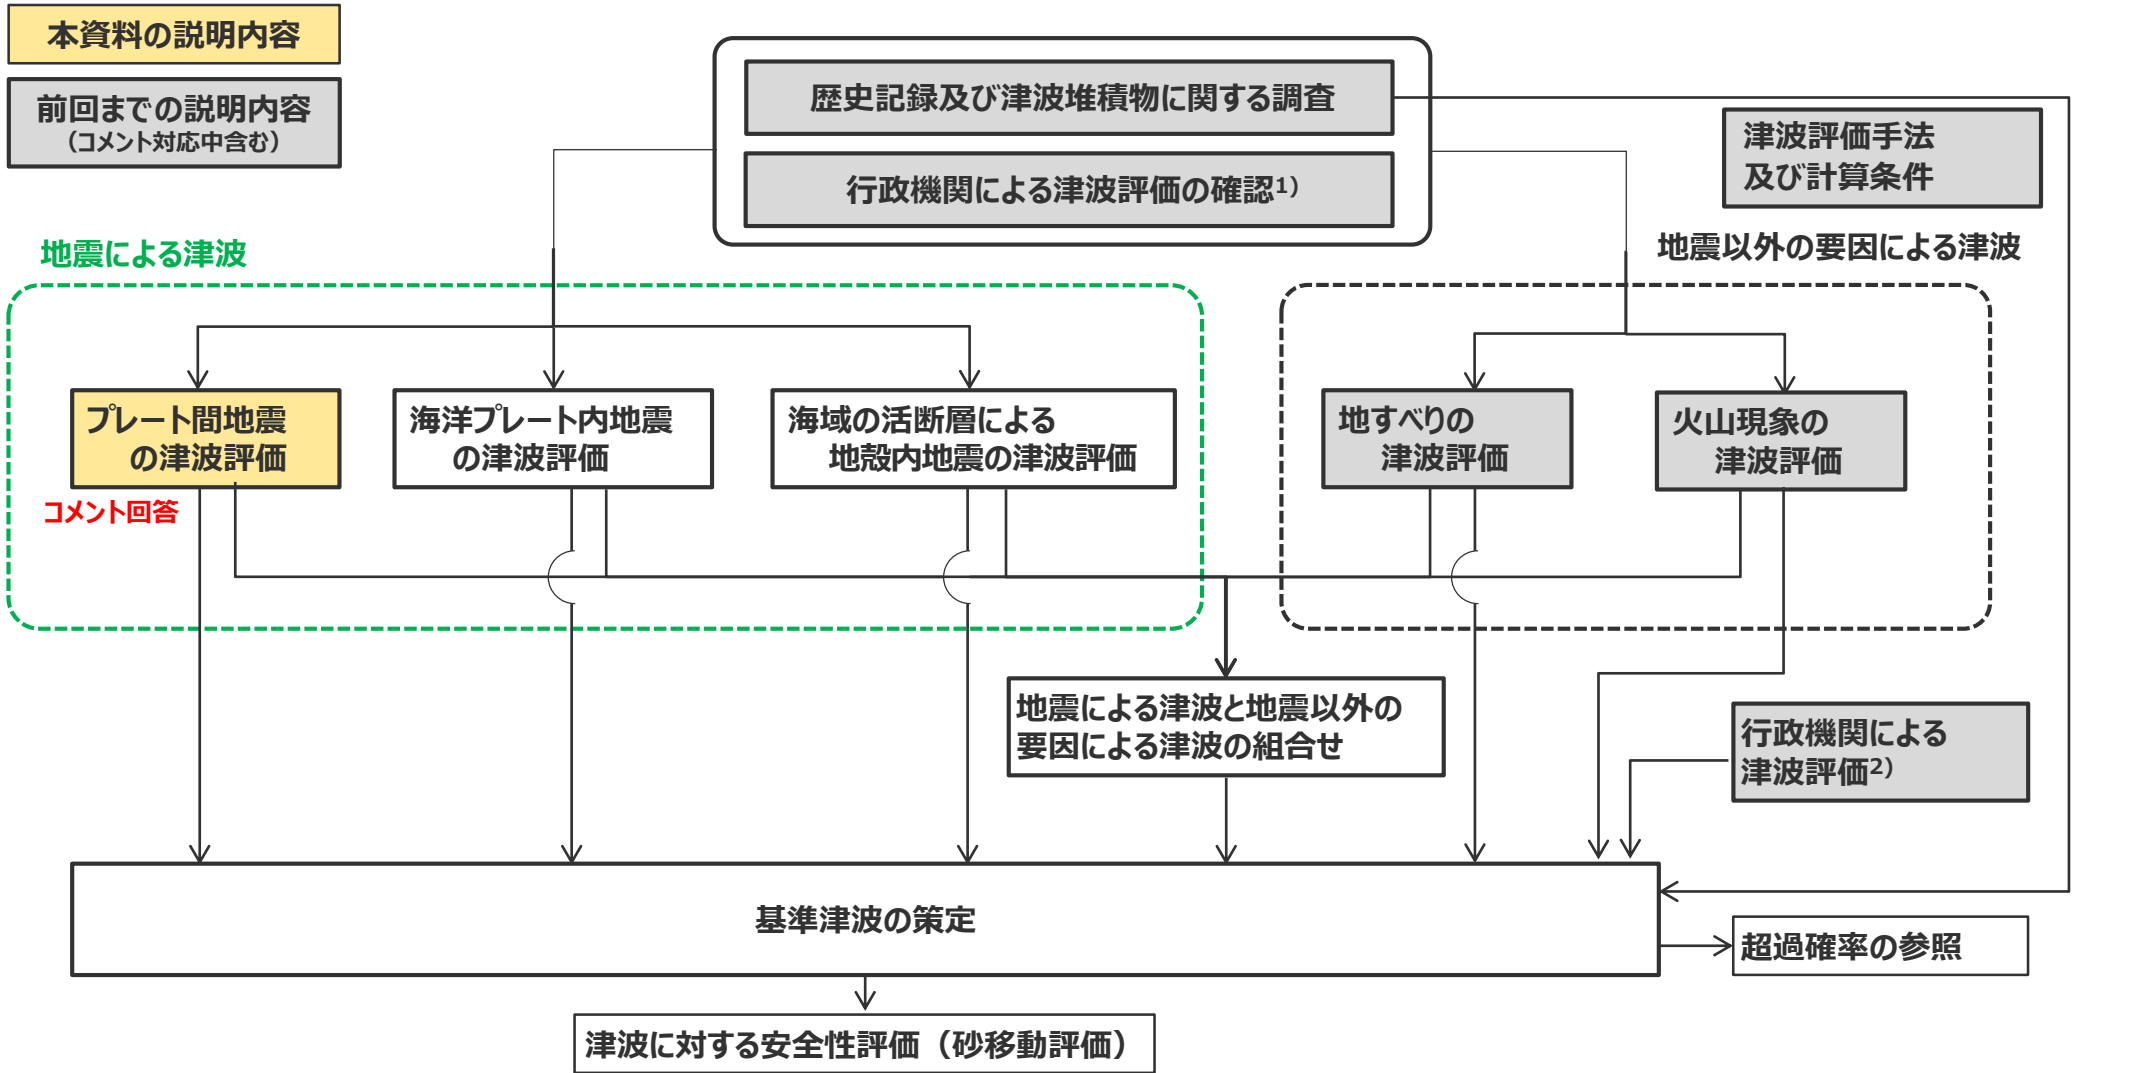 本資料の説明内容
前回までの説明内容
（コメント対応中含む）
歴史記録及び津波堆積物に関する調査
行政機関による津波評価の確認1)
津波評価手法
及び計算条件
地震による津波
地震以外の要因による津波
プレート間地震
の津波評価
海洋プレート内地震
の津波評価
海域の活断層による
地殻内地震の津波評価
地すべりの
津波評価
火山現象の
津波評価
コメント回答
地震による津波と地震以外の
要因による津波の組合せ
行政機関による
津波評価2)
基準津波の策定
超過確率の参照
津波に対する安全性評価（砂移動評価）